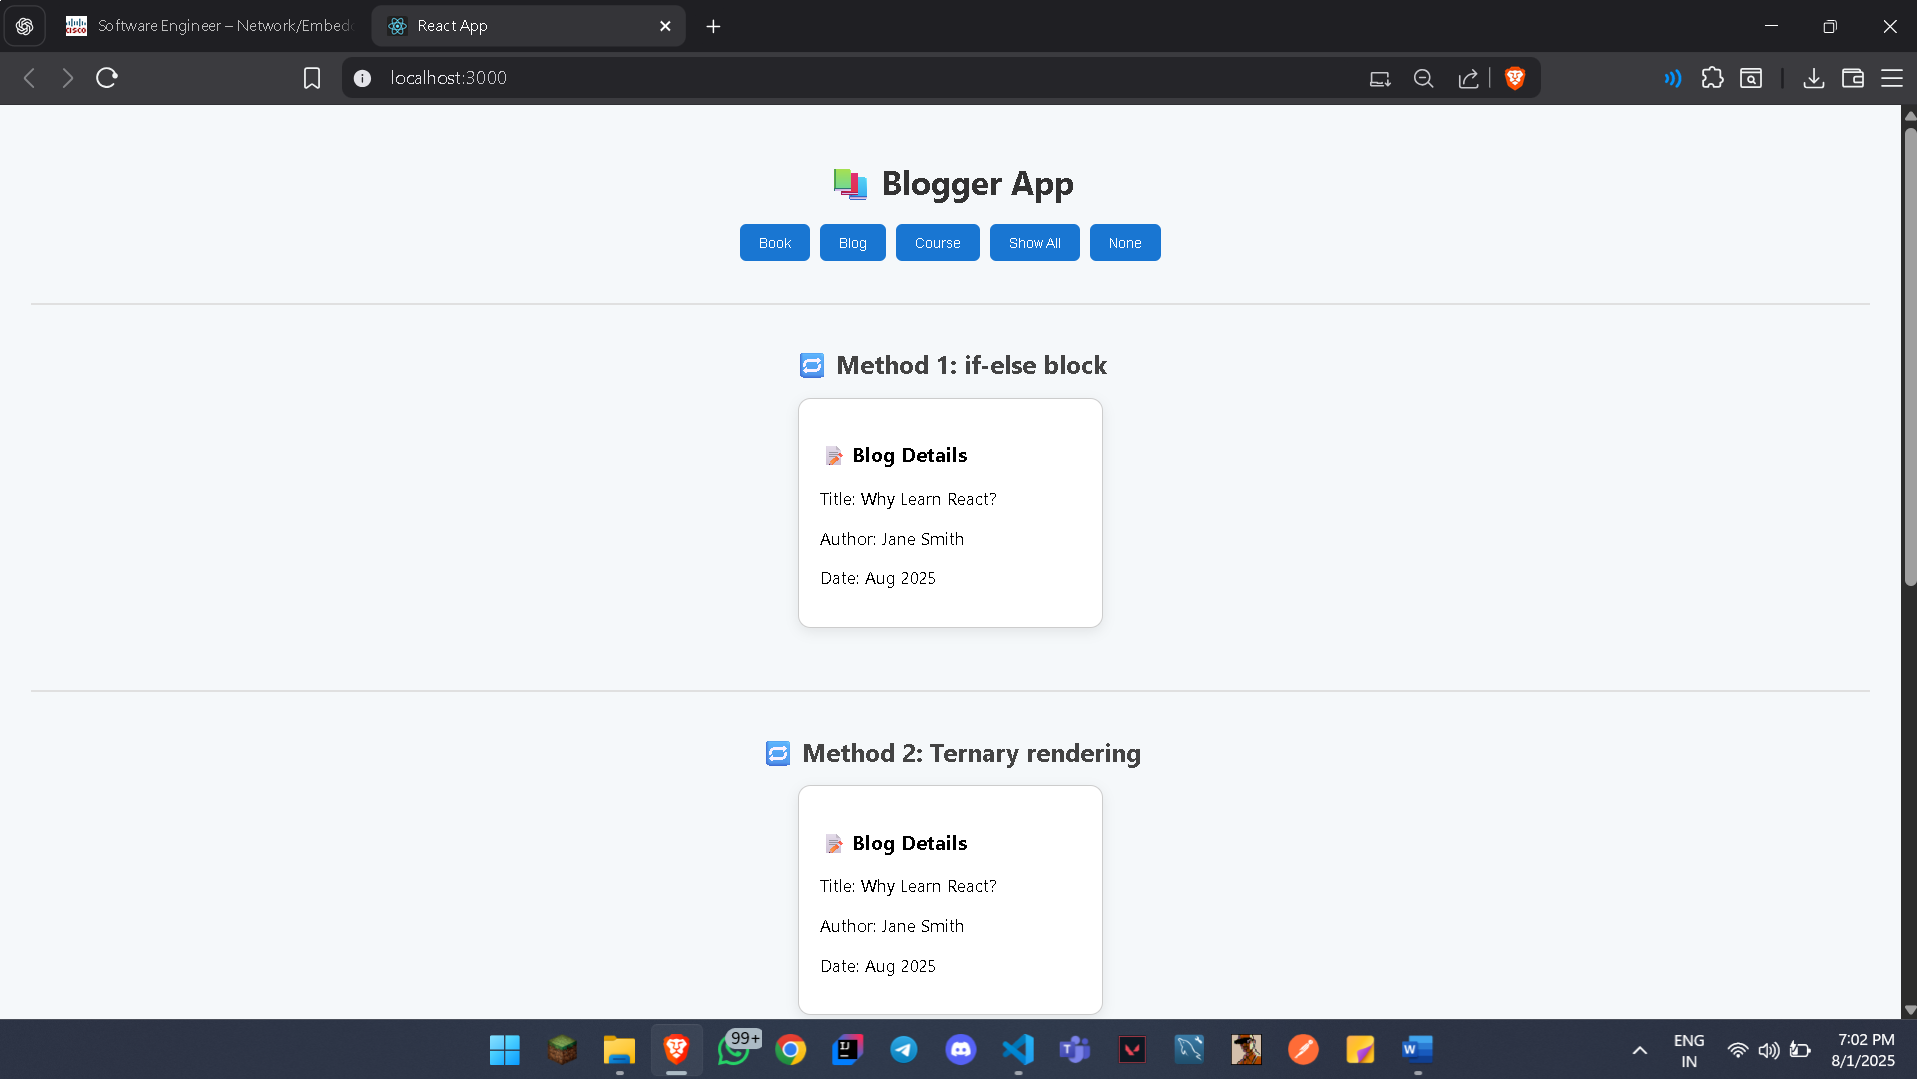 Software Engineer – Network/Embed
React App
localhost:3000
Blogger App
Book
Blog
Course
Show All
None
Method 1: if-else block
Blog Details
Title: Why Learn React?
Author: Jane Smith
Date: Aug 2025
Method 2: Ternary rendering
Blog Details
Title: Why Learn React?
Author: Jane Smith
Date: Aug 2025
99+
ENG
IN
7:02 PM
8/1/2025